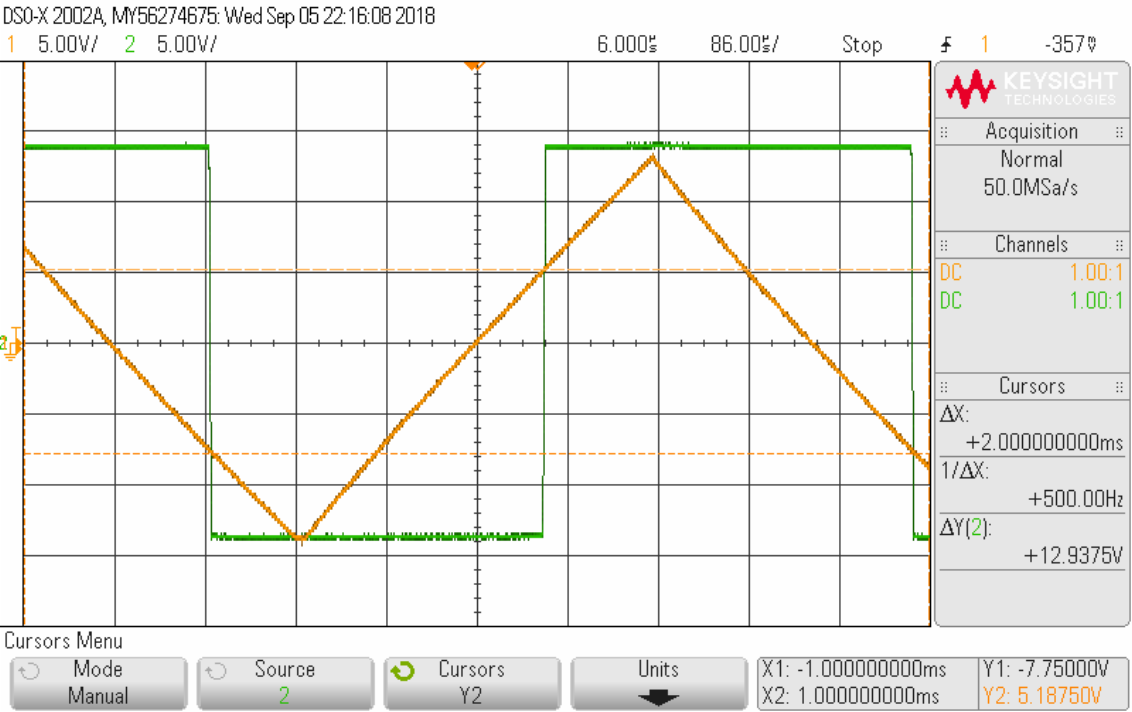 DSO-X 2002A, MY56274675: Wed Sep 05 22:16:08 2018
1 5.00V/ 2 5.00V/ 6.000s 86.00s/ Stop 1 -357V
KEYSIGHT
TECHNOLOGIES
Acquisition
Normal
50.0MSa/s
Channels
DC 1.00:1
DC 1.00:1
Cursors
ΔX:
+2.000000000ms
1/ΔX:
+500.00Hz
ΔY(2):
+12.9375V
2
T
Cursors Menu
Mode
Manual
Source
2
Cursors
Y2
Units
X1: -1.000000000ms
X2: 1.000000000ms
Y1: -7.75000V
Y2: 5.18750V